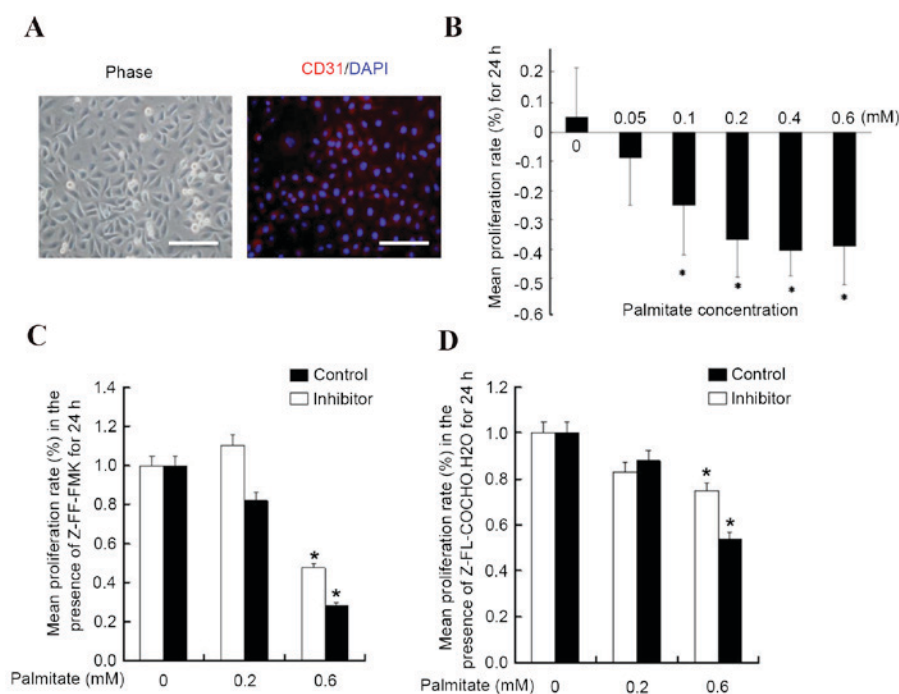 A
Phase
CD31/DAPI
B
Mean proliferation rate (%) for 24 h
0.2
0.1
0
-0.1
-0.2
-0.3
-0.4
-0.5
-0.6
0
0.05 0.1 0.2 0.4 0.6 (mM)
*
*
*
*
Palmitate concentration
C
Control
Inhibitor
Mean proliferation rate (%) in the
presence of Z-FF-FMK for 24 h
1.4
1.2
1.0
0.8
0.6
0.4
0.2
0.0
*
*
Palmitate (mM) 0 0.2 0.6
D
Control
Inhibitor
Mean proliferation rate (%) in the
presence of Z-FL-COCHO.H2O for 24 h
1.2
1.0
0.8
0.6
0.4
0.2
0.0
*
*
Palmitate (mM) 0 0.2 0.6